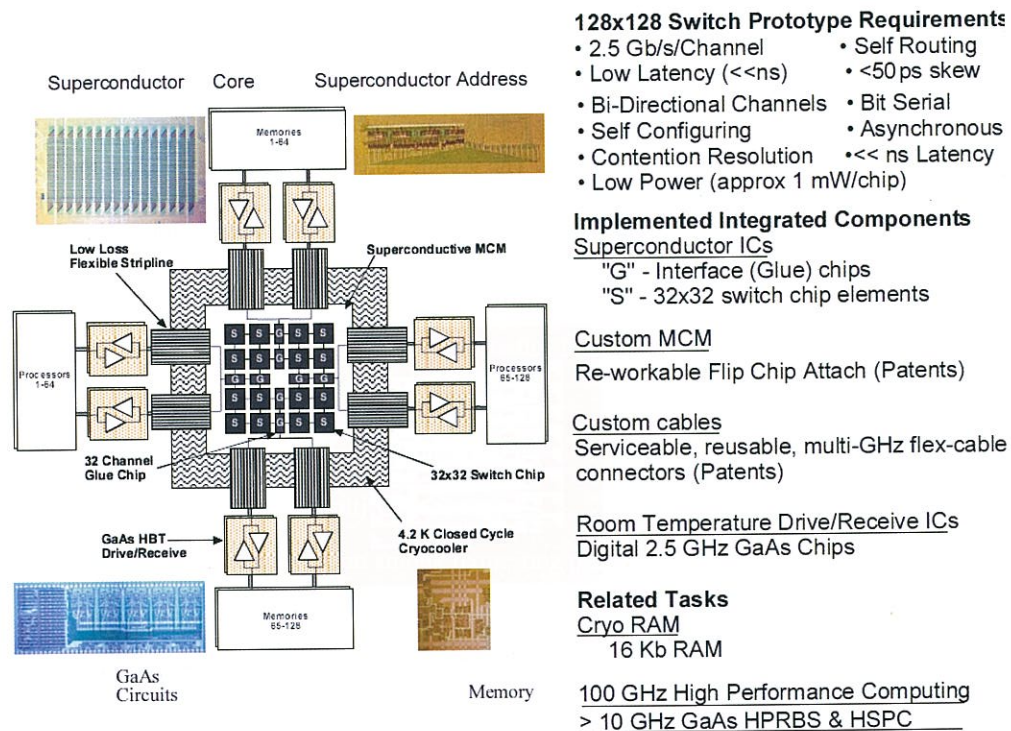 Superconductor Core Superconductor Address
Memories
1-64
Low Loss
Flexible Stripline
Superconductive MCM
Processors
1-64
S S G S S
S S G S S
G G G G
S S G S S
S S G S S
Processors
65-128
32 Channel
Glue Chip
32x32 Switch Chip
GaAs HBT
Drive/Receive
4.2 K Closed Cycle
Cryocooler
Memories
65-128
GaAs
Circuits
Memory
128x128 Switch Prototype Requirements
• 2.5 Gb/s/Channel • Self Routing
• Low Latency (<<ns) • <50ps skew
• Bi-Directional Channels • Bit Serial
• Self Configuring • Asynchronous
• Contention Resolution •<< ns Latency
• Low Power (approx 1 mW/chip)
Implemented Integrated Components
Superconductor ICs
"G" - Interface (Glue) chips
"S" - 32x32 switch chip elements
Custom MCM
Re-workable Flip Chip Attach (Patents)
Custom cables
Serviceable, reusable, multi-GHz flex-cable
connectors (Patents)
Room Temperature Drive/Receive ICs
Digital 2.5 GHz GaAs Chips
Related Tasks
Cryo RAM
16 Kb RAM
100 GHz High Performance Computing
> 10 GHz GaAs HPRBS & HSPC